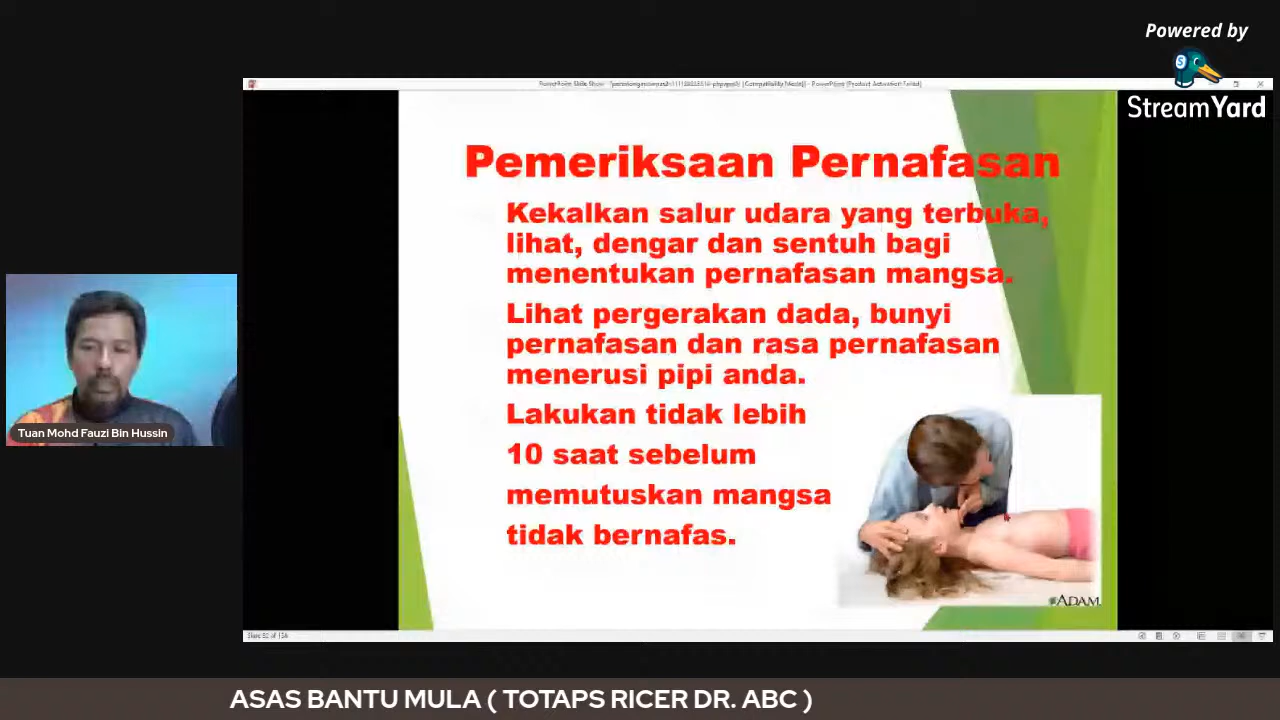 Powered by
StreamYard
Pemeriksaan Pernafasan
Kekalkan salur udara yang terbuka,
lihat, dengar dan sentuh bagi
menentukan pernafasan mangsa.
Lihat pergerakan dada, bunyi
pernafasan dan rasa pernafasan
menerusi pipi anda.
Lakukan tidak lebih
10 saat sebelum
memutuskan mangsa
tidak bernafas.
ADAM.
Tuan Mohd Fauzi Bin Hussin
ASAS BANTU MULA ( TOTAPS RICER DR. ABC )